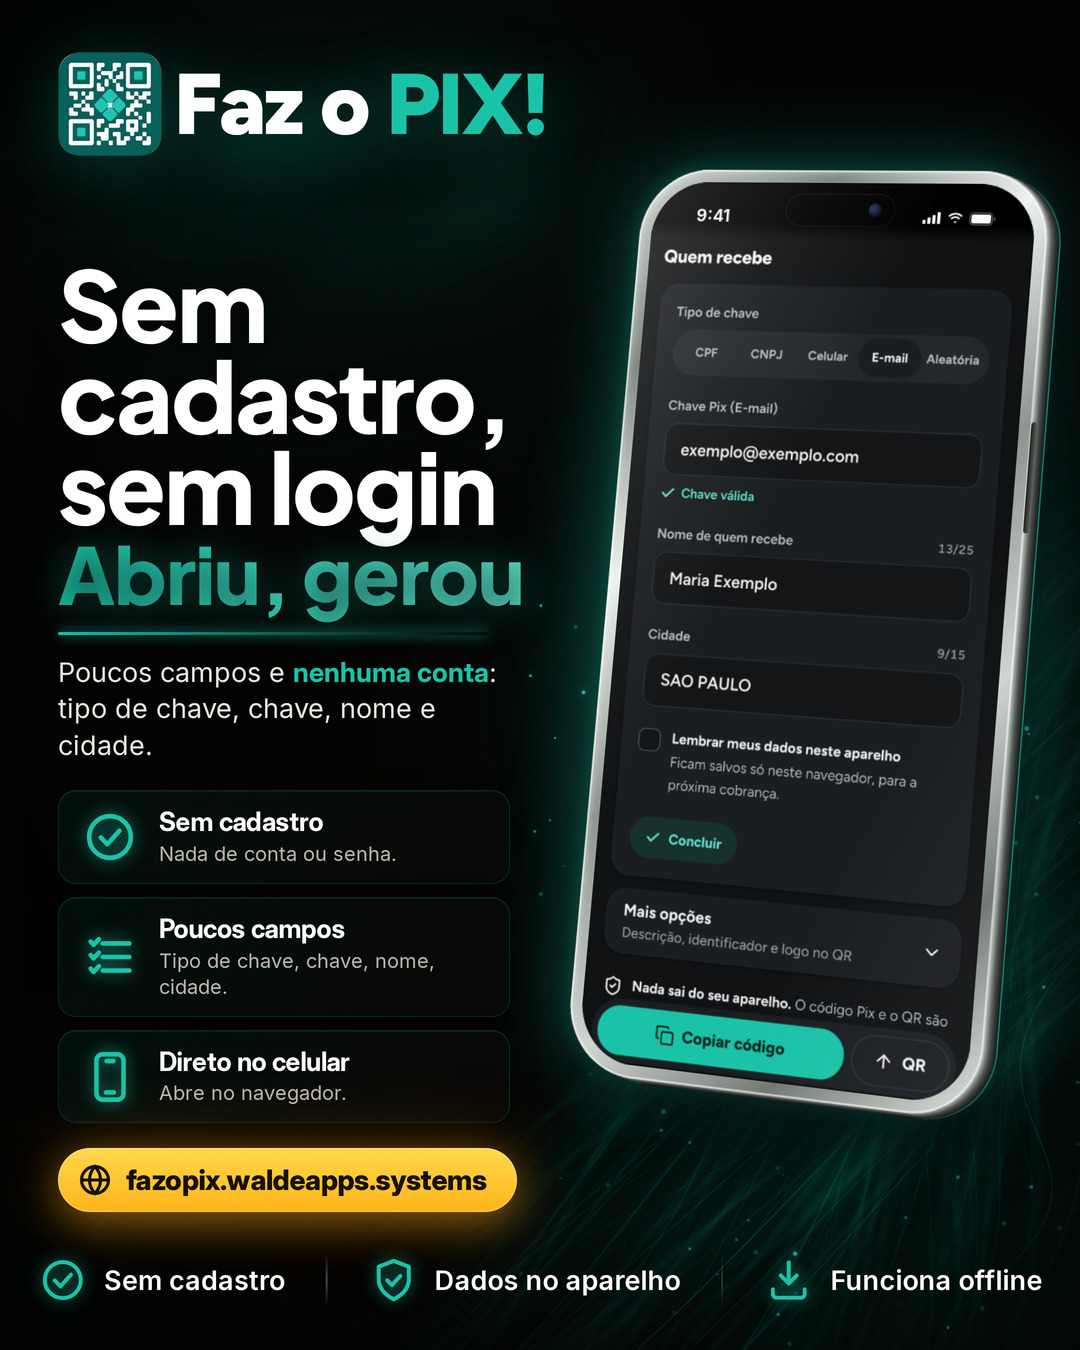 Faz o PIX!
Sem
cadastro,
sem login
Abriu, gerou
Poucos campos e nenhuma conta:
tipo de chave, chave, nome e
cidade.
Sem cadastro
Nada de conta ou senha.
Poucos campos
Tipo de chave, chave, nome,
cidade.
Direto no celular
Abre no navegador.
fazopix.waldeapps.systems
9:41
Quem recebe
Tipo de chave
CPF CNPJ Celular E-mail Aleatória
Chave Pix (E-mail)
exemplo@exemplo.com
Chave válida
Nome de quem recebe 13/25
Maria Exemplo
Cidade 9/15
SAO PAULO
Lembrar meus dados neste aparelho
Ficam salvos só neste navegador, para a
próxima cobrança.
Concluir
Mais opções
Descrição, identificador e logo no QR
Nada sai do seu aparelho. O código Pix e o QR são
Copiar código QR
Sem cadastro Dados no aparelho Funciona offline